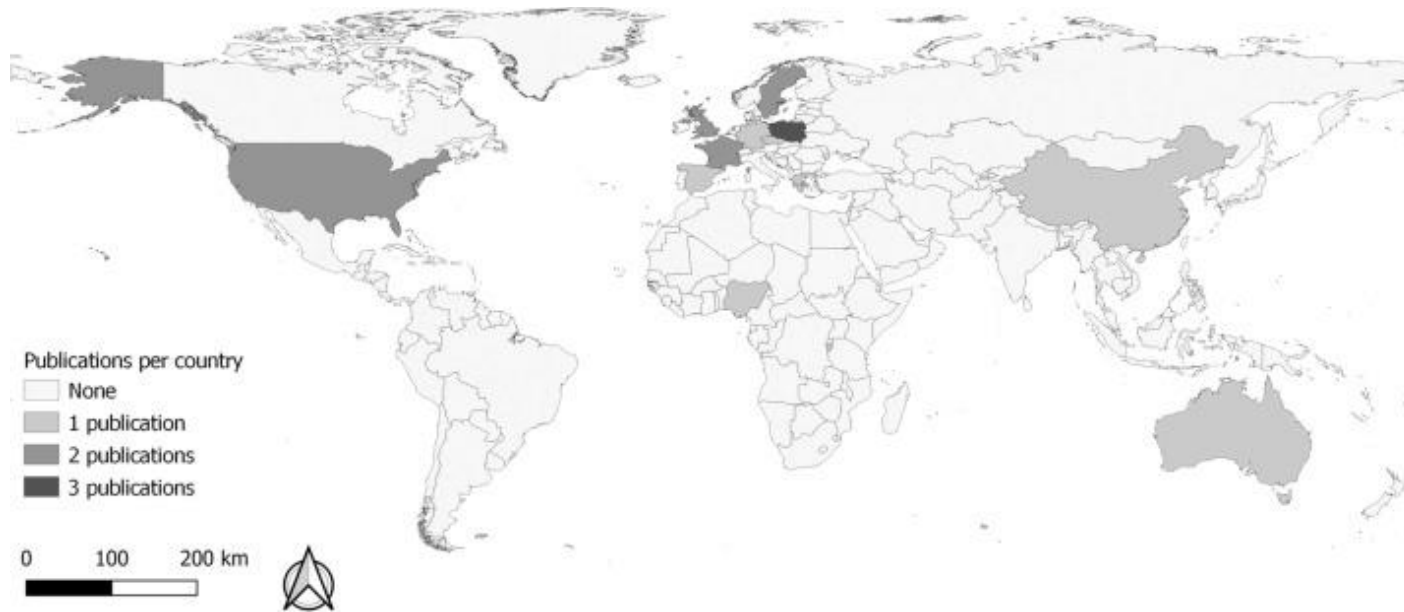 Publications per country
None
1 publication
2 publications
3 publications
0 100 200 km